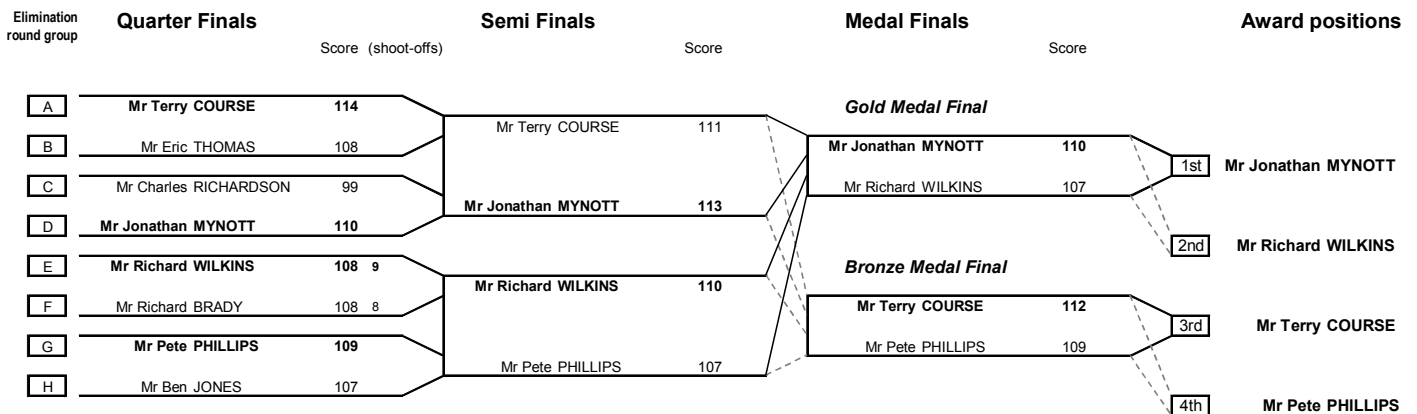 Elimination round group Quarter Finals Semi Finals Medal Finals Award positions
Score (shoot-offs) Score Score
A Mr Terry COURSE 114 Gold Medal Final
Mr Terry COURSE 111
B Mr Eric THOMAS 108 Mr Jonathan MYNOTT 110
1st Mr Jonathan MYNOTT
C Mr Charles RICHARDSON 99 Mr Richard WILKINS 107
Mr Jonathan MYNOTT 113
D Mr Jonathan MYNOTT 110
2nd Mr Richard WILKINS
E Mr Richard WILKINS 108 9 Bronze Medal Final
Mr Richard WILKINS 110
F Mr Richard BRADY 108 8 Mr Terry COURSE 112
3rd Mr Terry COURSE
G Mr Pete PHILLIPS 109 Mr Pete PHILLIPS 109
Mr Pete PHILLIPS 107
H Mr Ben JONES 107
4th Mr Pete PHILLIPS